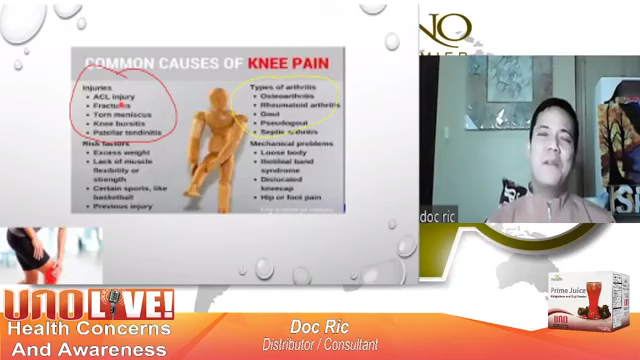 COMMON CAUSES OF KNEE PAIN
Injuries
• ACL injury
• Fractures
• Torn meniscus
• Knee bursitis
• Patellar tendinitis
Risk factors
• Excess weight
• Lack of muscle
flexibility or
strength
• Certain sports, like
basketball
• Previous injury
Types of arthritis
• Osteoarthritis
• Rheumatoid arthritis
• Gout
• Pseudogout
• Septic arthritis
Mechanical problems
• Loose body
• Iliotibial band
syndrome
• Dislocated
kneecap
• Hip or foot pain
NO
doc ric
UNO LIVE!
Health Concerns
And Awareness
Doc Ric
Distributor / Consultant
Prime Juice
uno